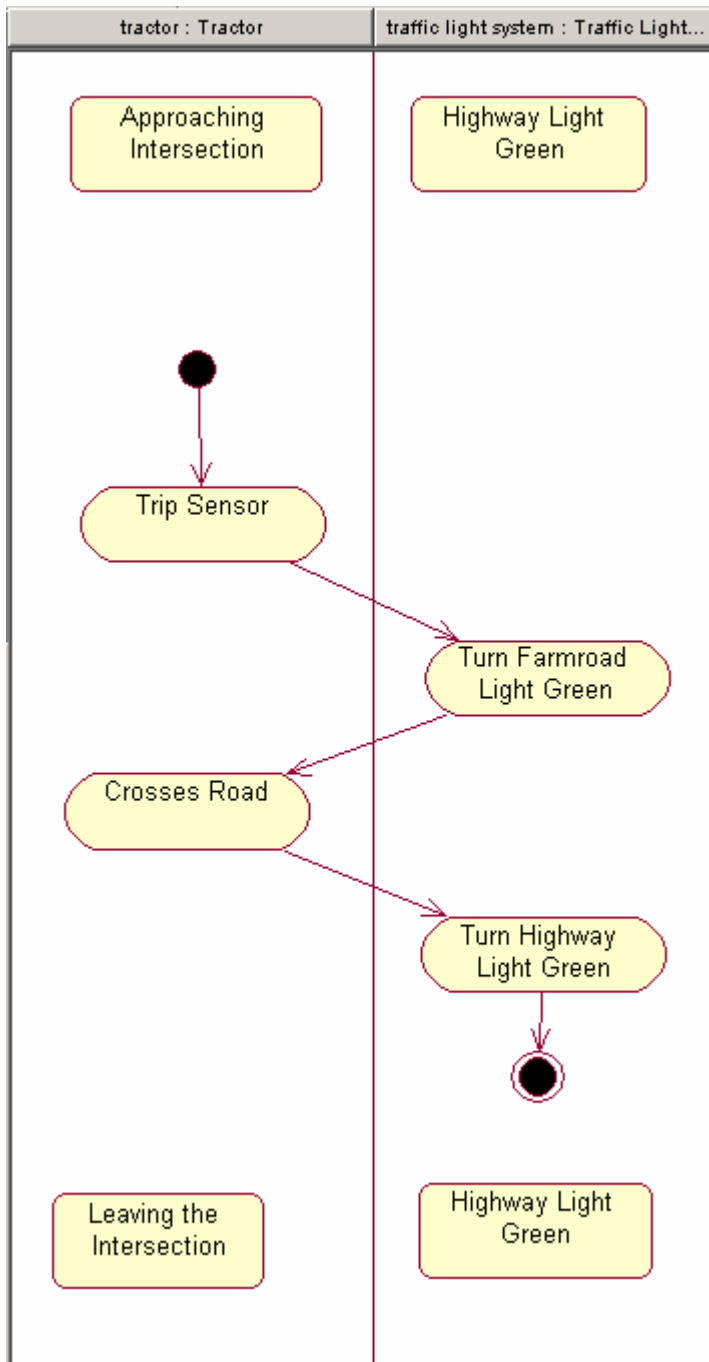 tractor : Tractor
traffic light system : Traffic Light...
Approaching
Intersection
Highway Light
Green
Trip Sensor
Turn Farmroad
Light Green
Crosses Road
Turn Highway
Light Green
Leaving the
Intersection
Highway Light
Green